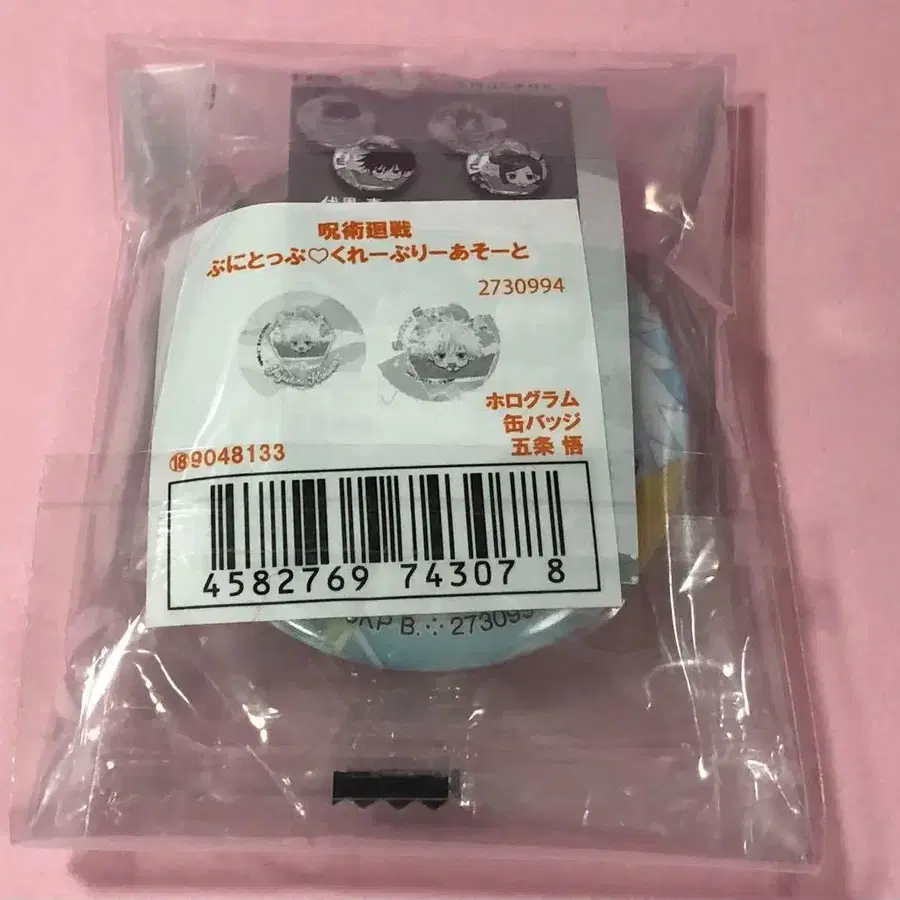 呪術廻戦
ぷにとっぷ♡くれーぷりーあそーと
2730994
ホログラム
缶バッジ
五条 悟
⑱9048133
4582769 74307 8
B. 273099